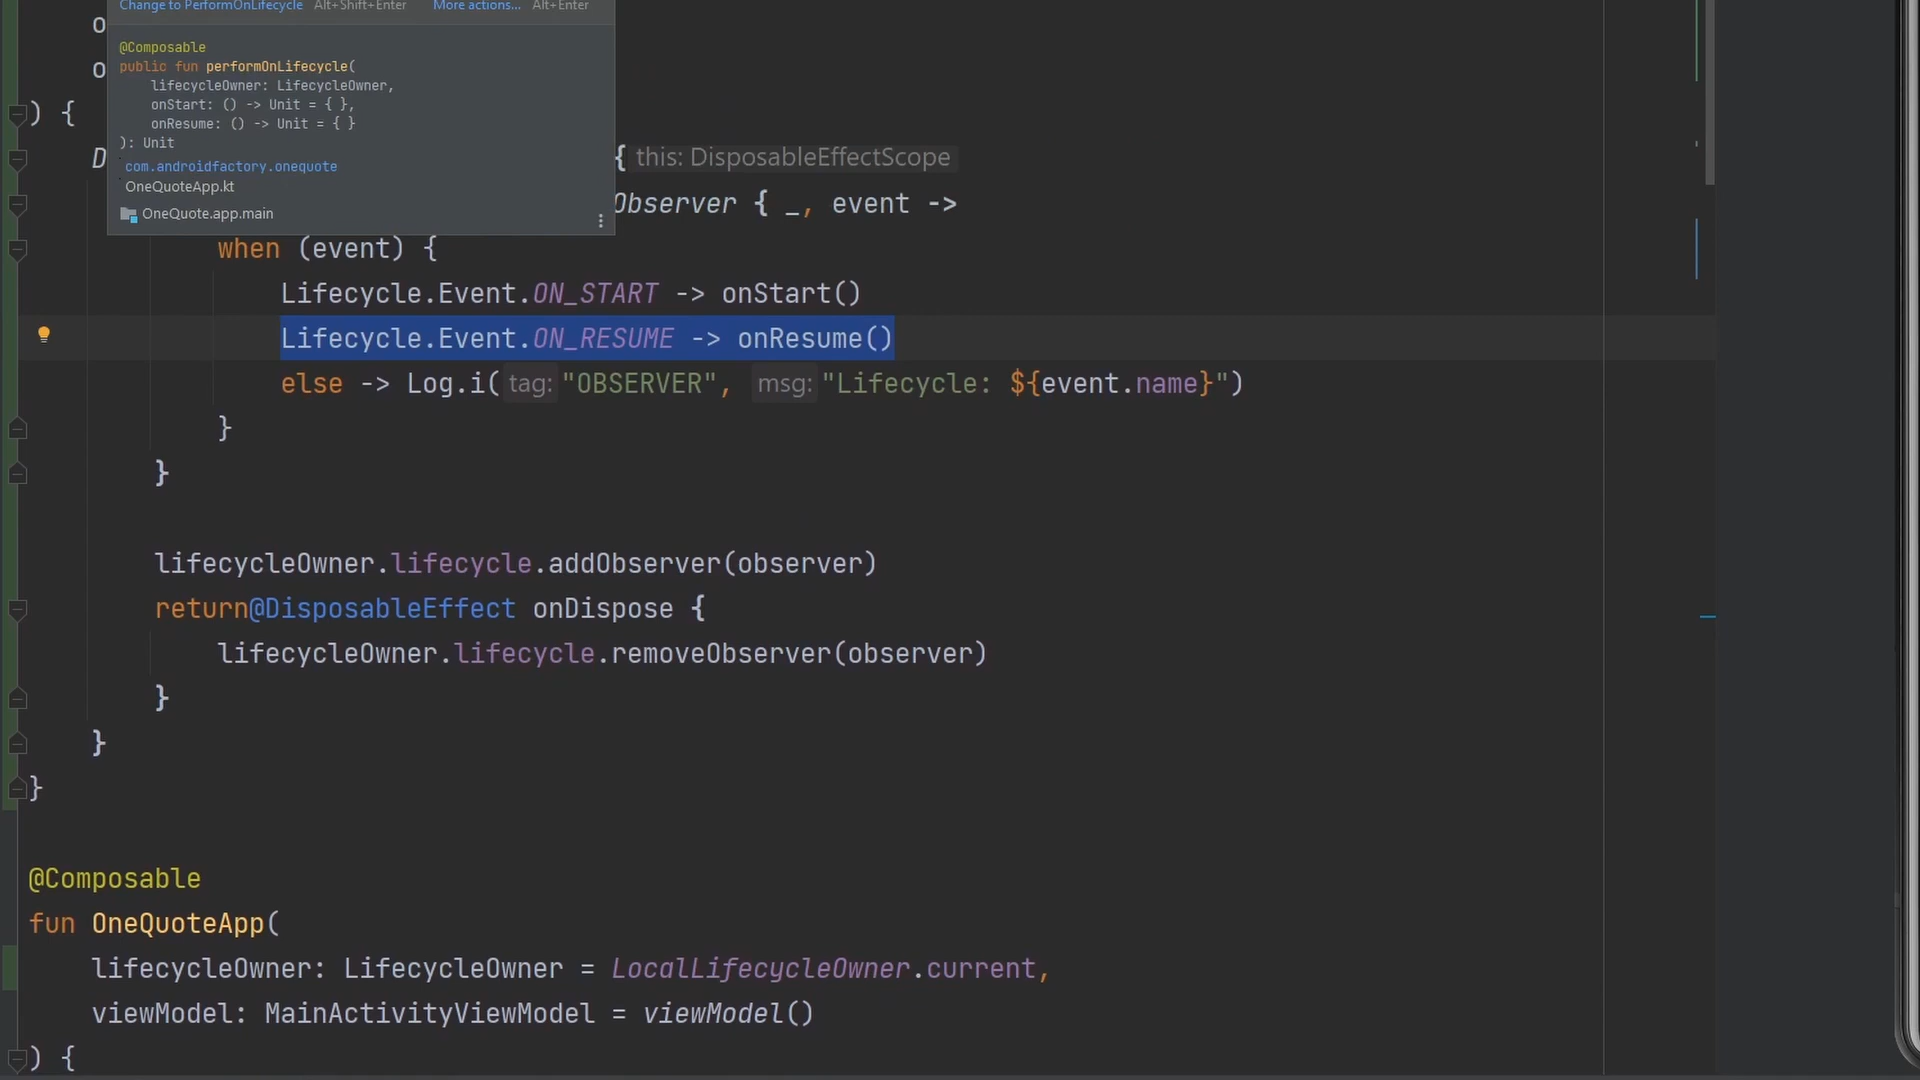 Change to PerformOnLifecycle Alt+Shift+Enter More actions... Alt+Enter
@Composable
public fun performOnLifecycle(
lifecycleOwner: LifecycleOwner,
onStart: () -> Unit = { },
onResume: () -> Unit = { }
): Unit
com.androidfactory.onequote
OneQuoteApp.kt
OneQuote.app.main
o
o
) {
D
{ this: DisposableEffectScope
Observer { _, event ->
when (event) {
Lifecycle.Event.ON_START -> onStart()
Lifecycle.Event.ON_RESUME -> onResume()
else -> Log.i( tag: "OBSERVER", msg: "Lifecycle: ${event.name}")
}
}
lifecycleOwner.lifecycle.addObserver(observer)
return@DisposableEffect onDispose {
lifecycleOwner.lifecycle.removeObserver(observer)
}
}
}
@Composable
fun OneQuoteApp(
lifecycleOwner: LifecycleOwner = LocalLifecycleOwner.current,
viewModel: MainActivityViewModel = viewModel()
) {